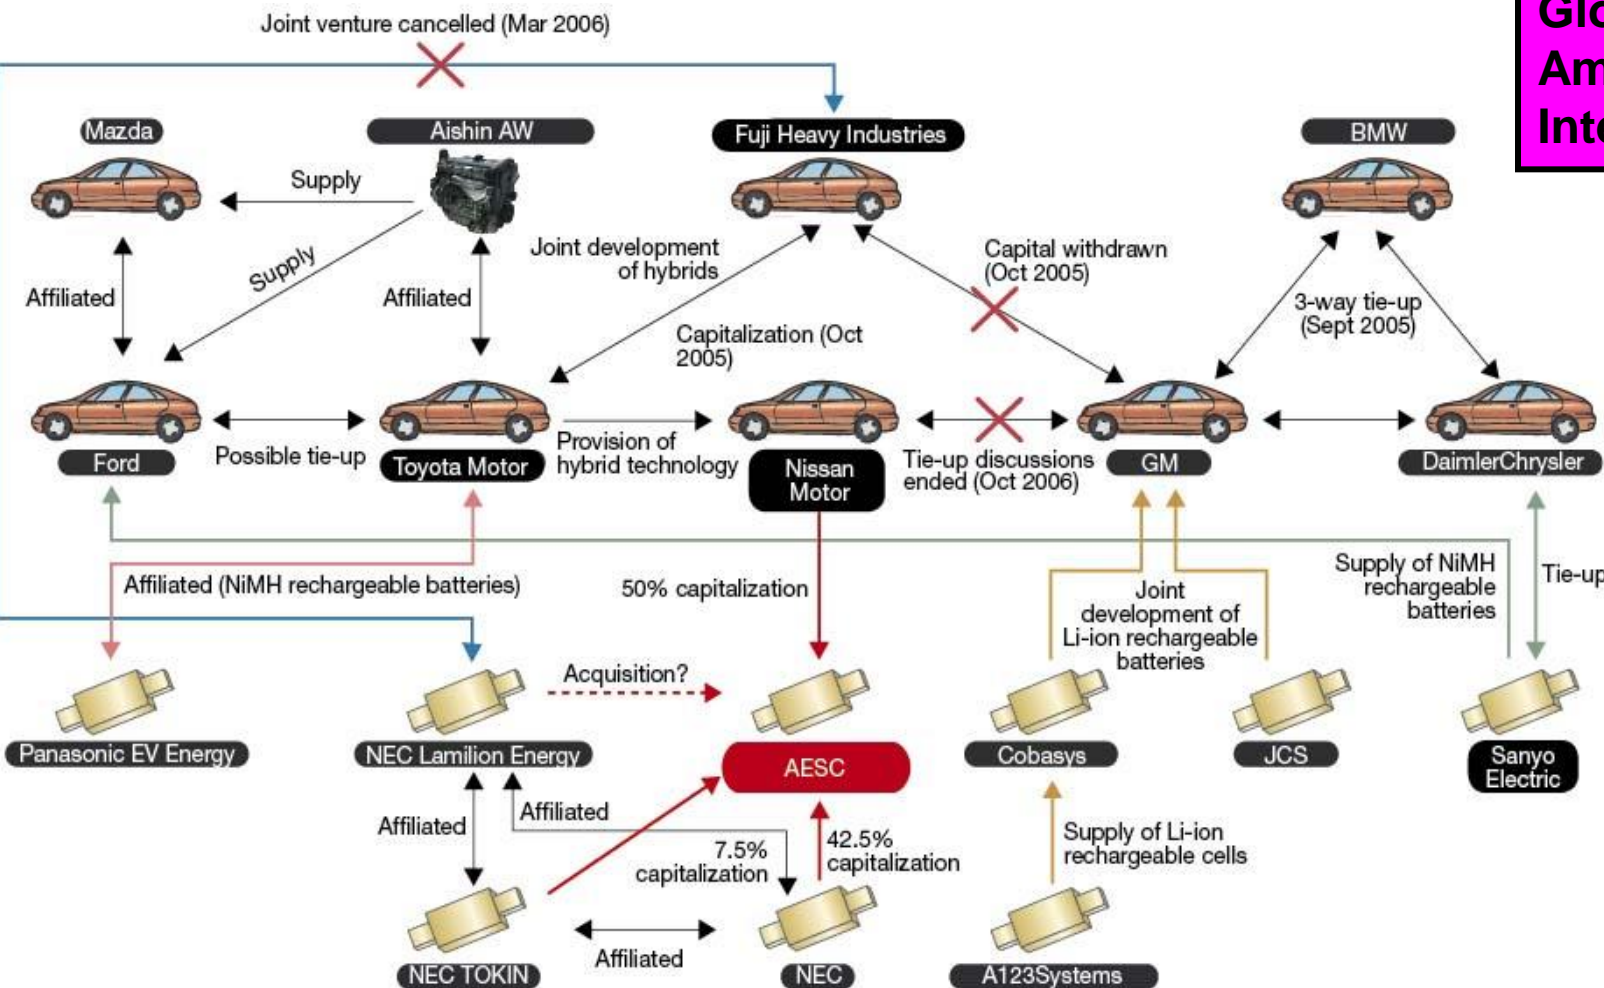 Joint venture cancelled (Mar 2006)
Mazda
Aishin AW
Fuji Heavy Industries
BMW
Supply
Supply
Affiliated
Affiliated
Joint development
of hybrids
Capital withdrawn
(Oct 2005)
3-way tie-up
(Sept 2005)
Capitalization (Oct
2005)
Ford
Possible tie-up
Toyota Motor
Provision of
hybrid technology
Nissan
Motor
Tie-up discussions
ended (Oct 2006)
GM
DaimlerChrysler
Affiliated (NiMH rechargeable batteries)
50% capitalization
Joint
development of
Li-ion rechargeable
batteries
Supply of NiMH
rechargeable
batteries
Tie-up
Acquisition?
Panasonic EV Energy
NEC Lamilion Energy
AESC
Cobasys
JCS
Sanyo
Electric
Affiliated
Affiliated
7.5%
capitalization
42.5%
capitalization
Supply of Li-ion
rechargeable cells
Affiliated
NEC TOKIN
NEC
A123Systems